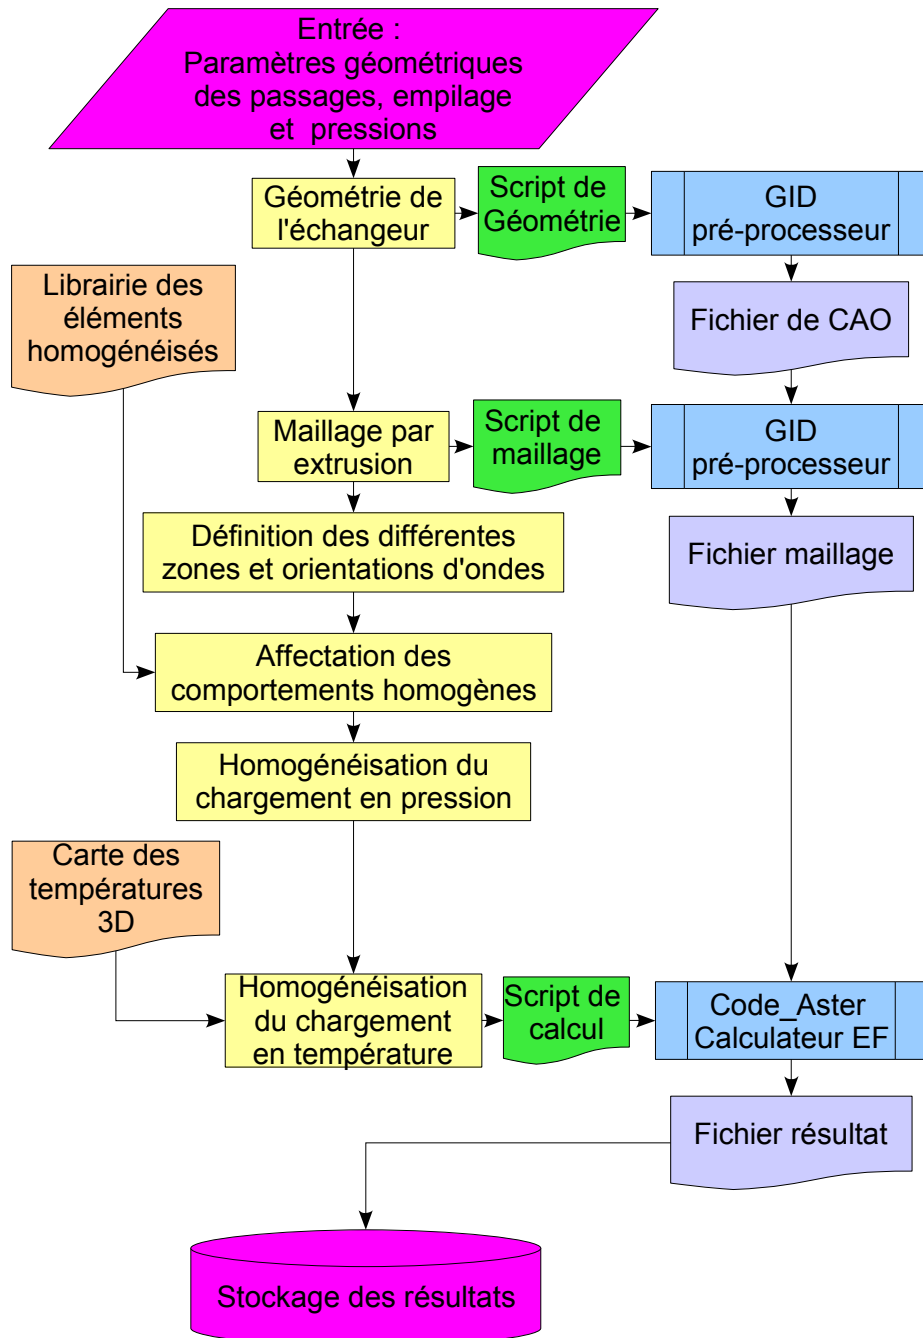 Entrée :
Paramètres géométriques
des passages, empilage
et pressions
Géométrie de
l'échangeur
Script de
Géométrie
GID
pré-processeur
Librairie des
éléments
homogénéisés
Fichier de CAO
Maillage par
extrusion
Script de
maillage
GID
pré-processeur
Définition des différentes
zones et orientations d'ondes
Fichier maillage
Affectation des
comportements homogènes
Homogénéisation du
chargement en pression
Carte des
températures
3D
Homogénéisation
du chargement
en température
Script de
calcul
Code_Aster
Calculateur EF
Fichier résultat
Stockage des résultats